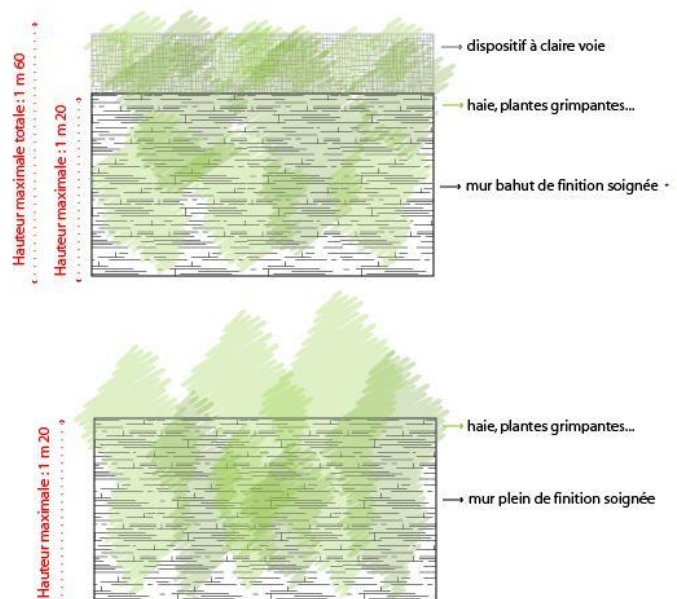 Hauteur maximale totale : 1 m 60
Hauteur maximale : 1 m 20
dispositif à claire voie
haie, plantes grimpantes...
mur bahut de finition soignée
Hauteur maximale : 1 m 20
haie, plantes grimpantes...
mur plein de finition soignée